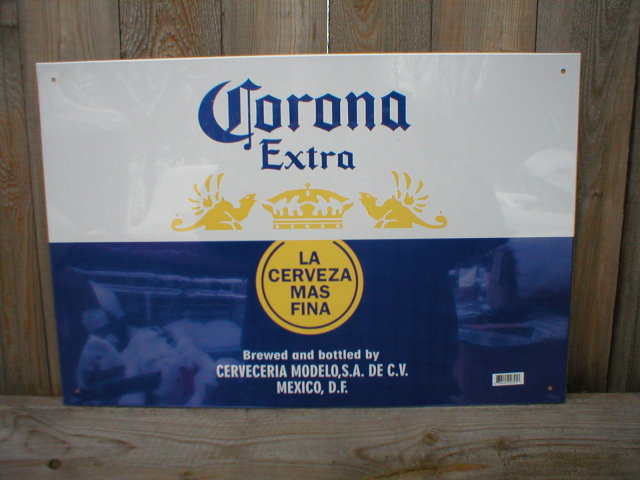 Corona
Extra
LA
CERVEZA
MAS
FINA
Brewed and bottled by
CERVECERIA MODELO,S.A. DE C.V.
MEXICO, D.F.